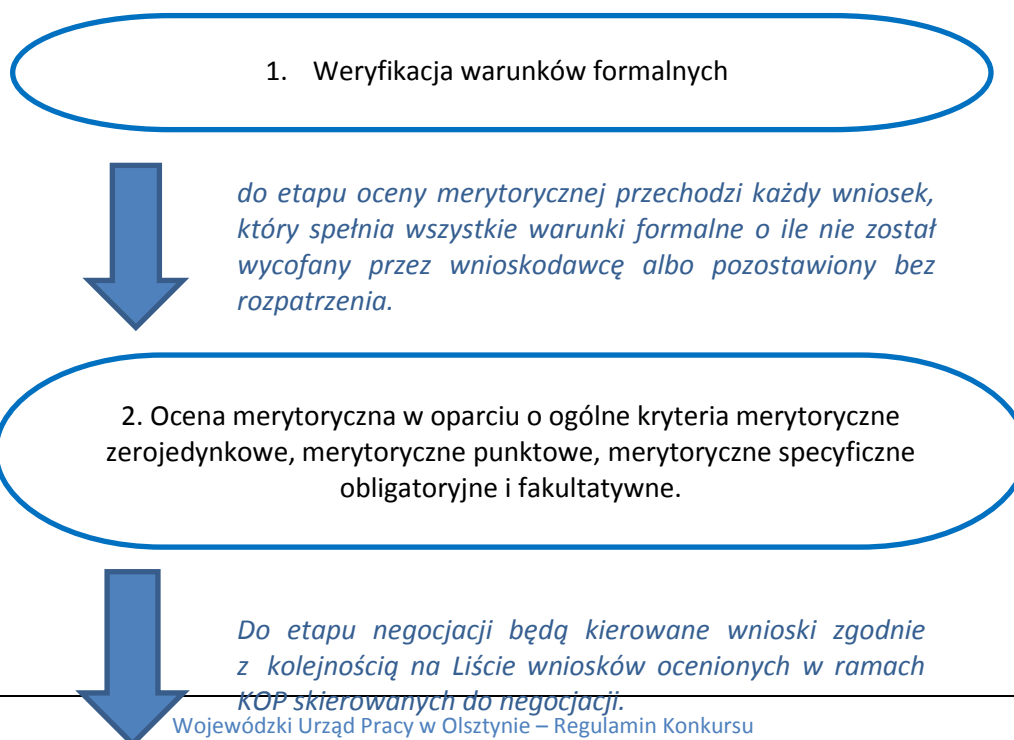 1. Weryfikacja warunków formalnych
do etapu oceny merytorycznej przechodzi każdy wniosek,
który spełnia wszystkie warunki formalne o ile nie został
wycofany przez wnioskodawcę albo pozostawiony bez
rozpatrzenia.
2. Ocena merytoryczna w oparciu o ogólne kryteria merytoryczne
zerojedynkowe, merytoryczne punktowe, merytoryczne specyficzne
obligatoryjne i fakultatywne.
Do etapu negocjacji będą kierowane wnioski zgodnie
z kolejnością na Liście wniosków ocenionych w ramach
KOP skierowanych do negocjacji.
Wojewódzki Urząd Pracy w Olsztynie – Regulamin Konkursu